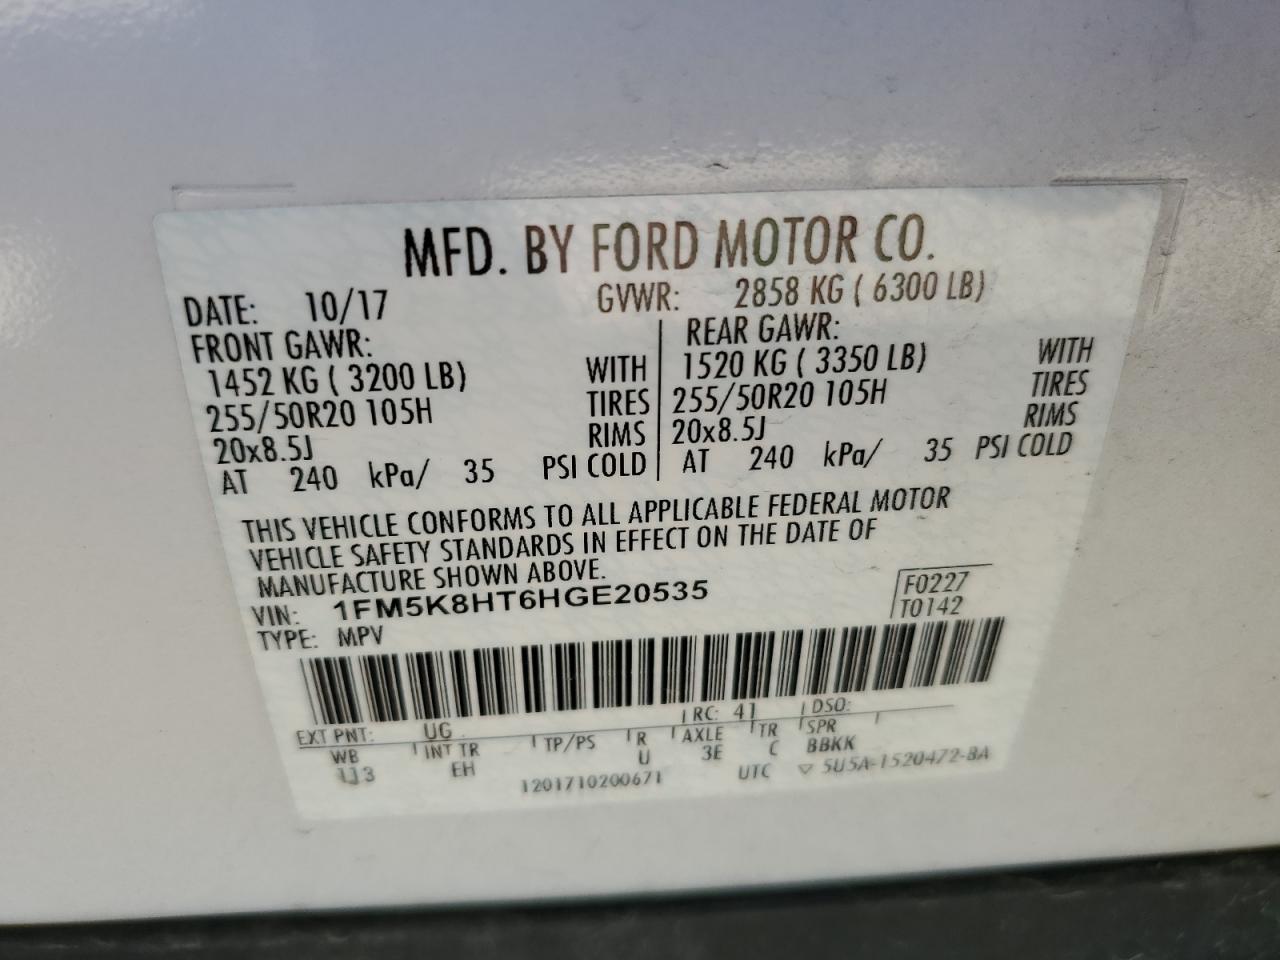 MFD. BY FORD MOTOR CO.
DATE: 10/17 GVWR: 2858 KG ( 6300 LB)
FRONT GAWR: REAR GAWR:
1452 KG ( 3200 LB) WITH 1520 KG ( 3350 LB) WITH
255/50R20 105H TIRES 255/50R20 105H TIRES
20x8.5J RIMS 20x8.5J RIMS
AT 240 kPa/ 35 PSI COLD AT 240 kPa/ 35 PSI COLD
THIS VEHICLE CONFORMS TO ALL APPLICABLE FEDERAL MOTOR
VEHICLE SAFETY STANDARDS IN EFFECT ON THE DATE OF
MANUFACTURE SHOWN ABOVE.
VIN: 1FM5K8HT6HGE20535 F0227
TYPE: MPV T0142
EXT PNT: UG RC: 41 DSO:
WB INT TR TP/PS R AXLE TR SPR
113 EH U 3E C BBKK
1201710200671 UTC ▽ 5U5A-1520472-BA